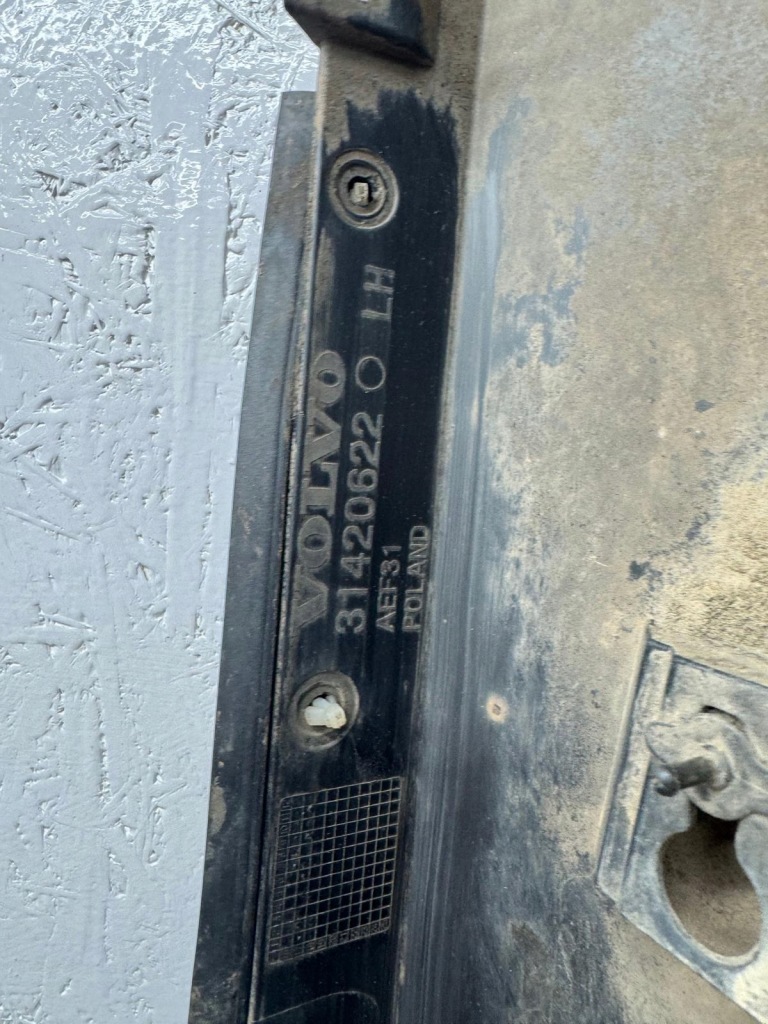 VOLVO
31420622 LH
AEF31
POLAND